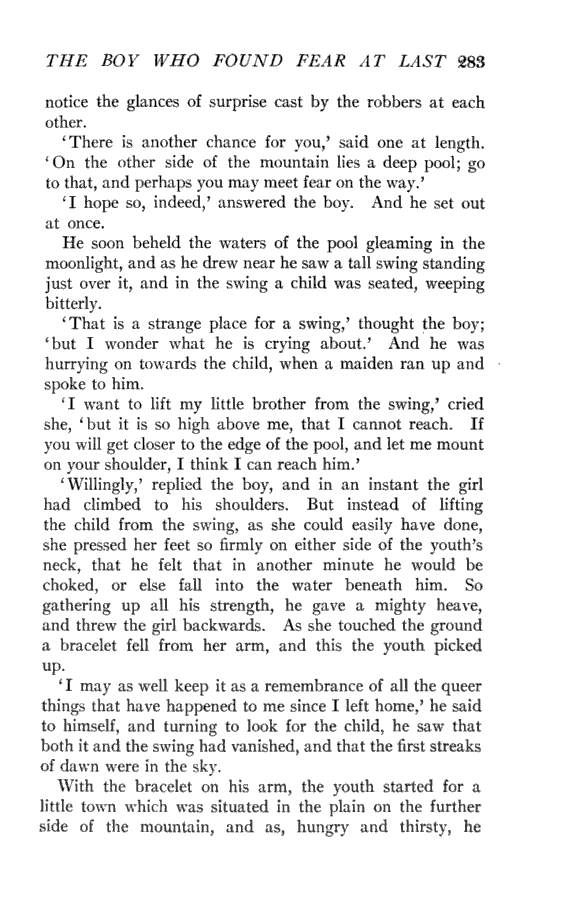 THE BOY WHO FOUND FEAR AT LAST 283
notice the glances of surprise cast by the robbers at each
other.
‘There is another chance for you,’ said one at length.
‘On the other side of the mountain lies a deep pool; go
to that, and perhaps you may meet fear on the way.’
‘I hope so, indeed,’ answered the boy. And he set out
at once.
He soon beheld the waters of the pool gleaming in the
moonlight, and as he drew near he saw a tall swing standing
just over it, and in the swing a child was seated, weeping
bitterly.
‘That is a strange place for a swing,’ thought the boy;
‘but I wonder what he is crying about.’ And he was
hurrying on towards the child, when a maiden ran up and
spoke to him.
‘I want to lift my little brother from the swing,’ cried
she, ‘but it is so high above me, that I cannot reach. If
you will get closer to the edge of the pool, and let me mount
on your shoulder, I think I can reach him.’
‘Willingly,’ replied the boy, and in an instant the girl
had climbed to his shoulders. But instead of lifting
the child from the swing, as she could easily have done,
she pressed her feet so firmly on either side of the youth’s
neck, that he felt that in another minute he would be
choked, or else fall into the water beneath him. So
gathering up all his strength, he gave a mighty heave,
and threw the girl backwards. As she touched the ground
a bracelet fell from her arm, and this the youth picked
up.
‘I may as well keep it as a remembrance of all the queer
things that have happened to me since I left home,’ he said
to himself, and turning to look for the child, he saw that
both it and the swing had vanished, and that the first streaks
of dawn were in the sky.
With the bracelet on his arm, the youth started for a
little town which was situated in the plain on the further
side of the mountain, and as, hungry and thirsty, he